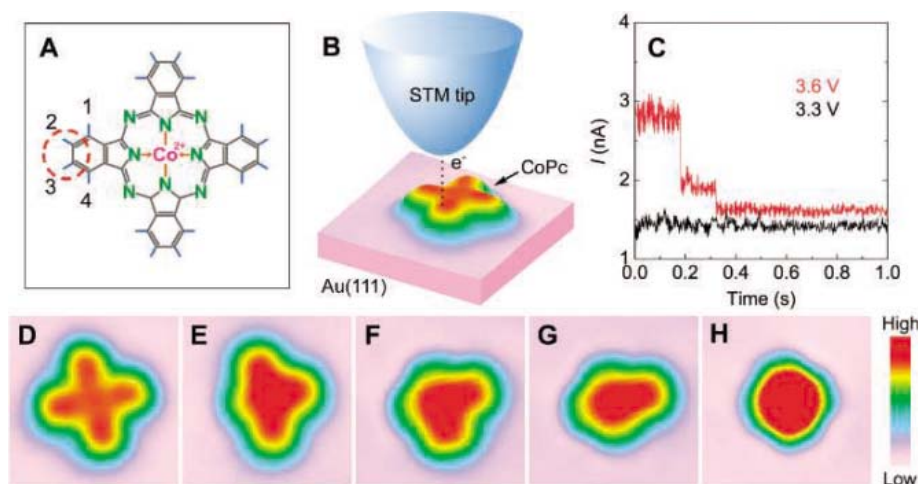 A
N
N
N
N
Co2+
N
N
N
N
1
2
3
4
B
STM tip
e-
CoPc
Au(111)
C
3.6 V
3.3 V
I (nA)
4
3
2
1
0.0 0.2 0.4 0.6 0.8 1.0
Time (s)
D E F G H
High
Low